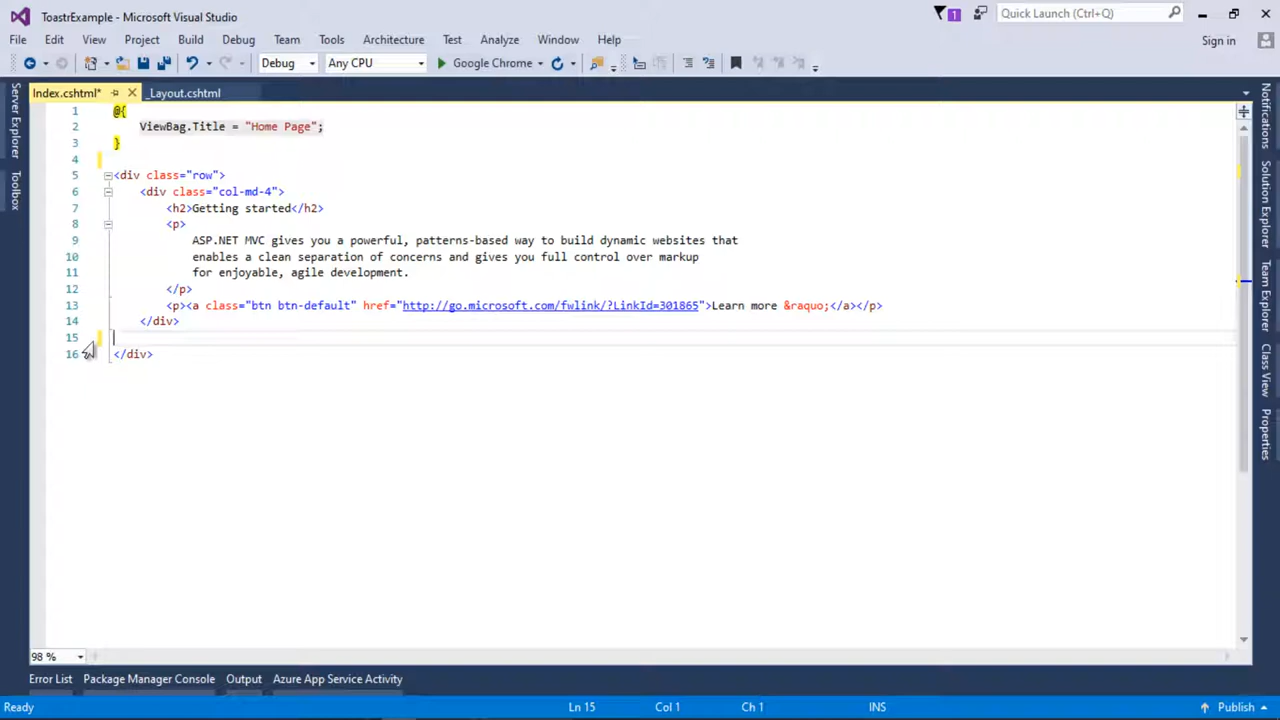 ToastrExample - Microsoft Visual Studio
1
Quick Launch (Ctrl+Q)
File Edit View Project Build Debug Team Tools Architecture Test Analyze Window Help
Sign in
Debug Any CPU Google Chrome
Index.cshtml* _Layout.cshtml
Server Explorer
Toolbox
1 @{
2 ViewBag.Title = "Home Page";
3 }
4
5 <div class="row">
6 <div class="col-md-4">
7 <h2>Getting started</h2>
8 <p>
9 ASP.NET MVC gives you a powerful, patterns-based way to build dynamic websites that
10 enables a clean separation of concerns and gives you full control over markup
11 for enjoyable, agile development.
12 </p>
13 <p><a class="btn btn-default" href="http://go.microsoft.com/fwlink/?LinkId=301865">Learn more &raquo;</a></p>
14 </div>
15
16 </div>
Notifications
Solution Explorer
Team Explorer
Class View
Properties
98 %
Error List Package Manager Console Output Azure App Service Activity
Ready Ln 15 Col 1 Ch 1 INS Publish